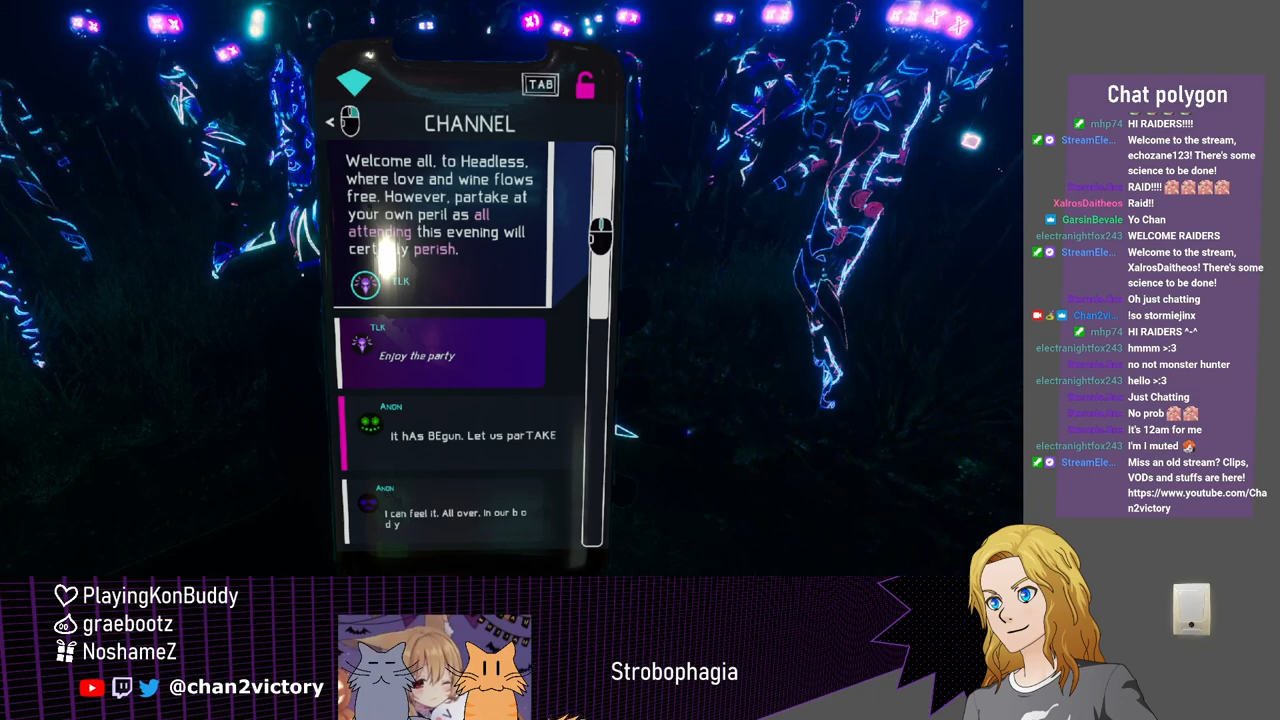 TAB
<
CHANNEL
Welcome all, to Headless,
where love and wine flows
free. However, partake at
your own peril as all
attending this evening will
perish.
TLK
TLK
Enjoy the party
Anon
It hAs BEgun. Let us parTAKE
Anon
I can feel it. All over. In our b o
d y
Chat polygon
mhp74 HI RAIDERS!!!!
StreamEle... Welcome to the stream,
echozane123! There's some
science to be done!
RAID!!!!
XalrosDaitheos Raid!!
GarsinBevale Yo Chan
electranightfox243 WELCOME RAIDERS
StreamEle... Welcome to the stream,
XalrosDaitheos! There's some
science to be done!
Oh just chatting
Chan2vi... !so stormiejinx
mhp74 HI RAIDERS ^-^
electranightfox243 hmmm >:3
no not monster hunter
electranightfox243 hello >:3
Just Chatting
No prob
It's 12am for me
electranightfox243 I'm I muted
StreamEle... Miss an old stream? Clips,
VODs and stuffs are here!
https://www.youtube.com/Cha
n2victory
PlayingKonBuddy
graebootz
NoshameZ
@chan2victory
Strobophagia